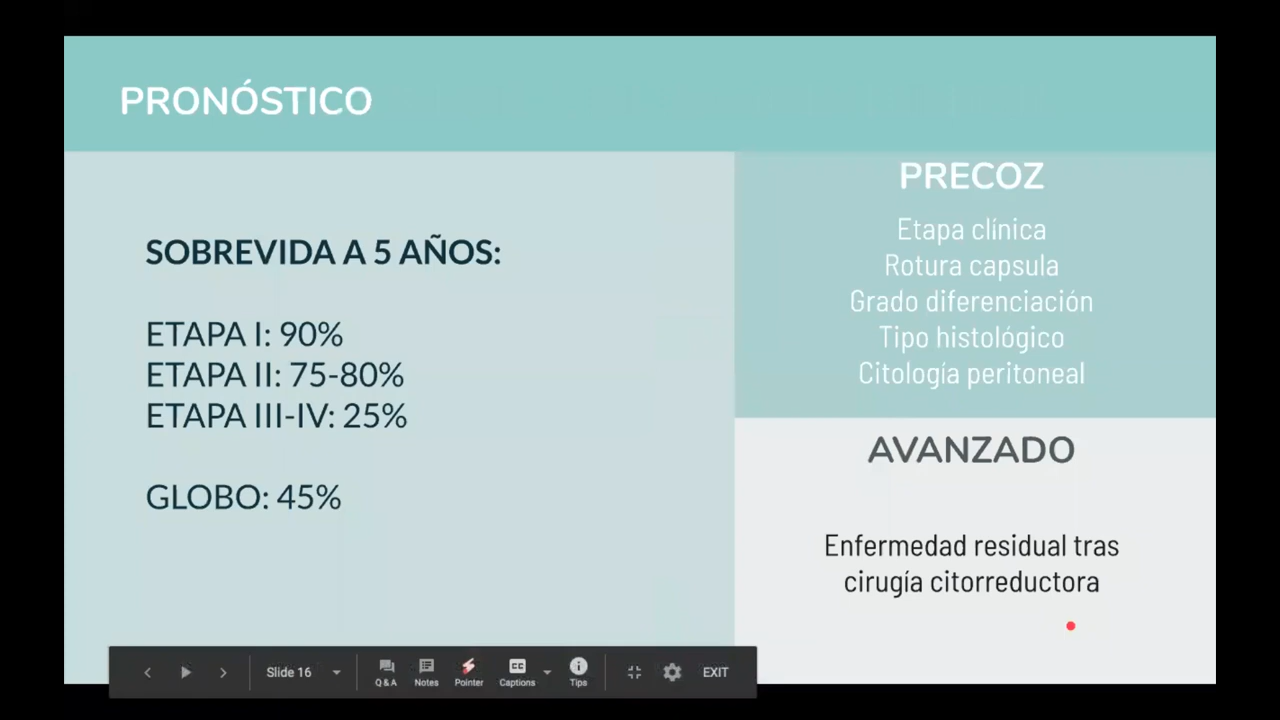 PRONÓSTICO
SOBREVIDA A 5 AÑOS:
ETAPA I: 90%
ETAPA II: 75-80%
ETAPA III-IV: 25%
GLOBO: 45%
PRECOZ
Etapa clínica
Rotura capsula
Grado diferenciación
Tipo histológico
Citología peritoneal
AVANZADO
Enfermedad residual tras
cirugía citorreductora
Slide 16
Q&A
Notes
Pointer
Captions
Tips
EXIT